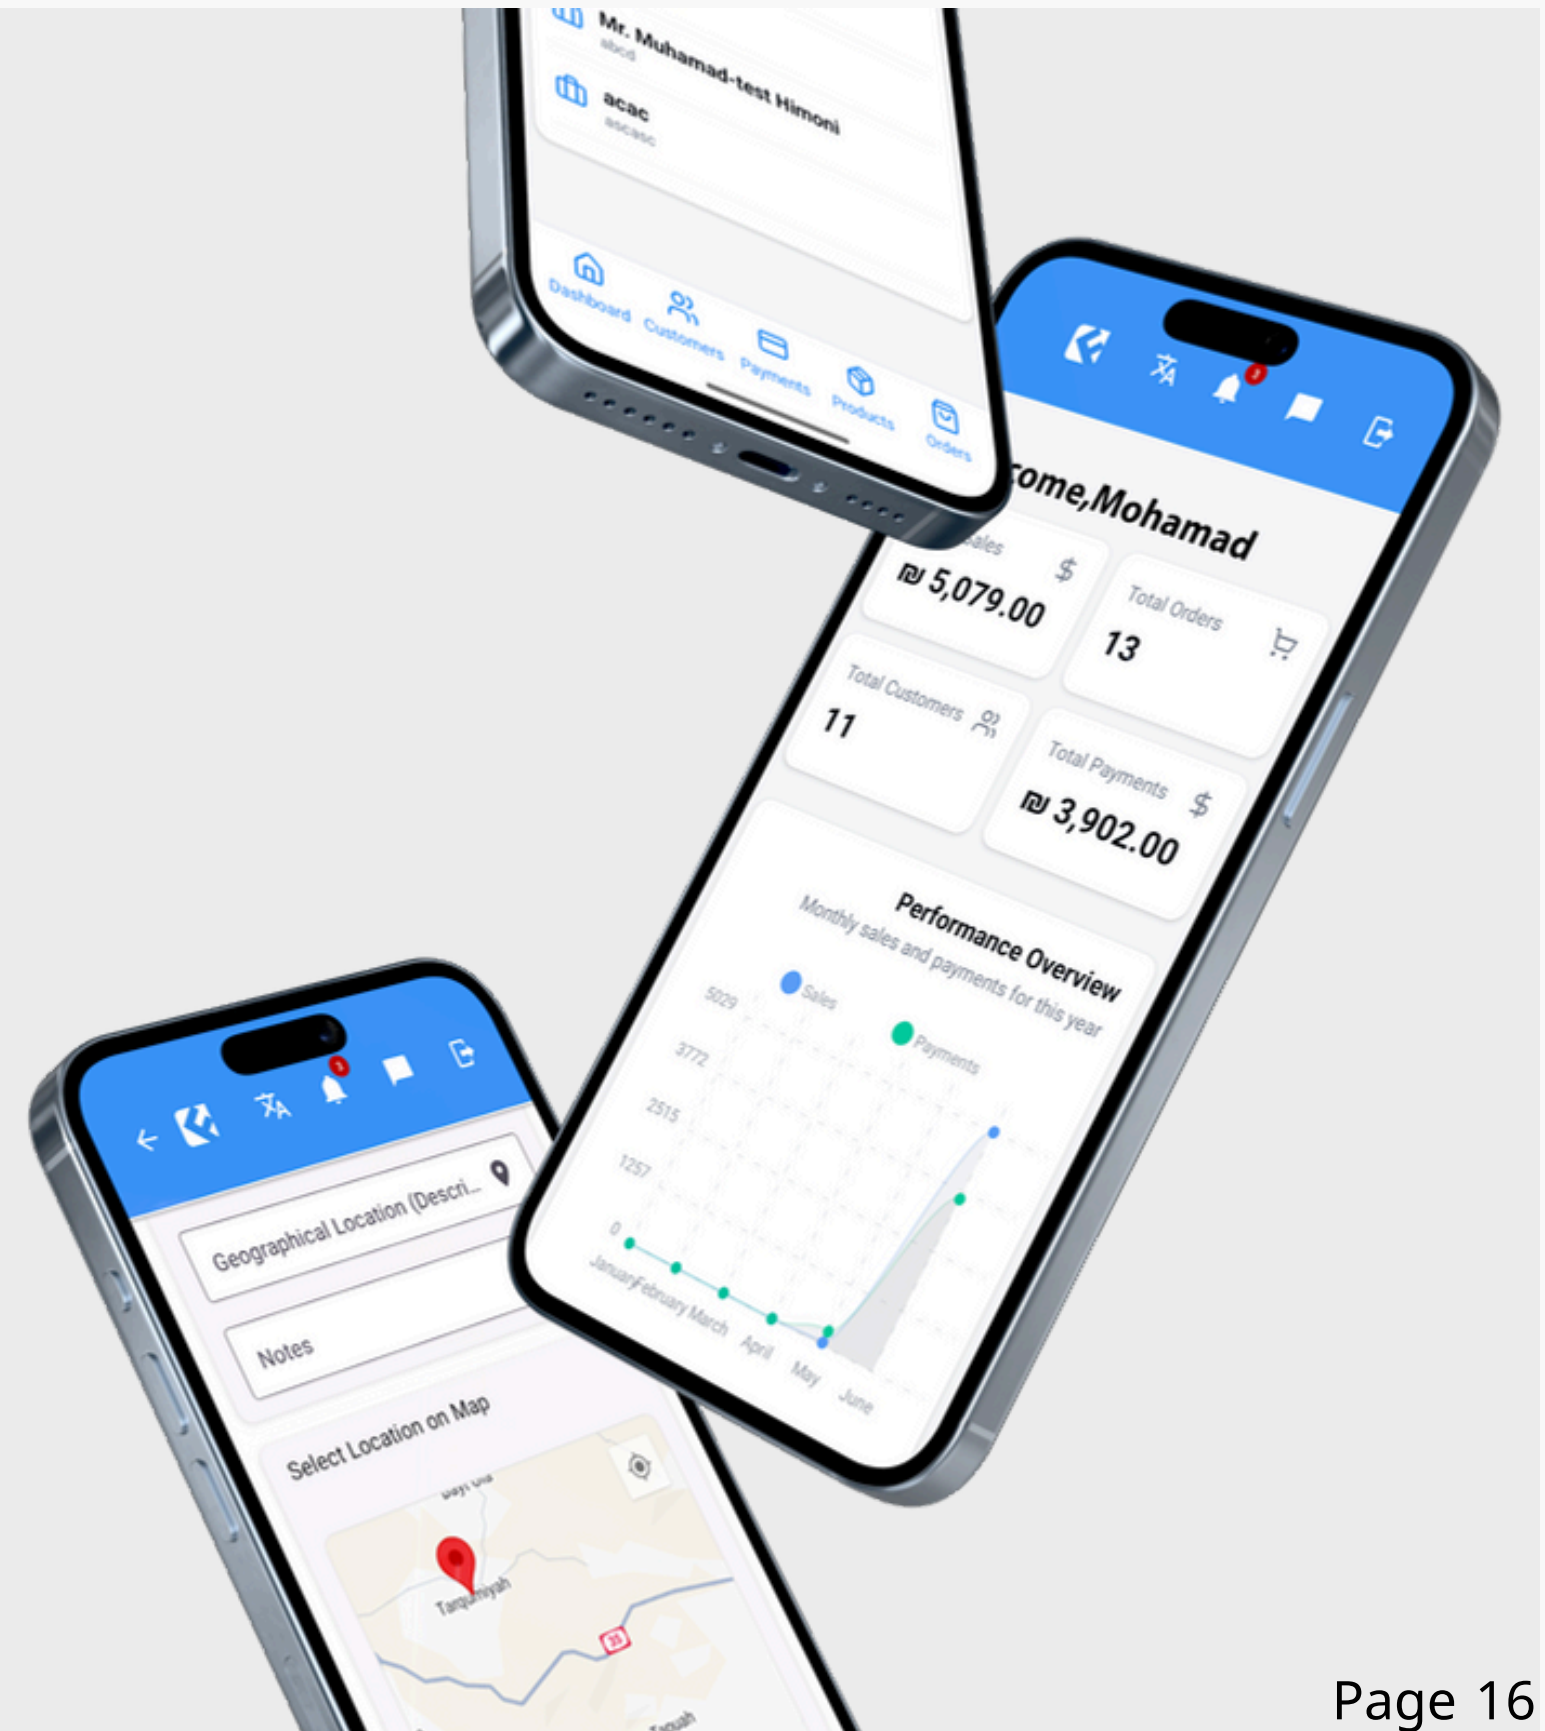 Mr. Muhamad-test Himoni
abcd
acac
ascasc
Dashboard
Customers
Payments
Products
Orders
3
come,Mohamad
Sales
₪ 5,079.00
Total Orders
13
Total Customers
11
Total Payments
₪ 3,902.00
Performance Overview
Monthly sales and payments for this year
Sales
Payments
5029
3772
2515
1257
0
January
February
March
April
May
June
3
Geographical Location (Descri...
Notes
Select Location on Map
Tarqumiyah
35
Page 16